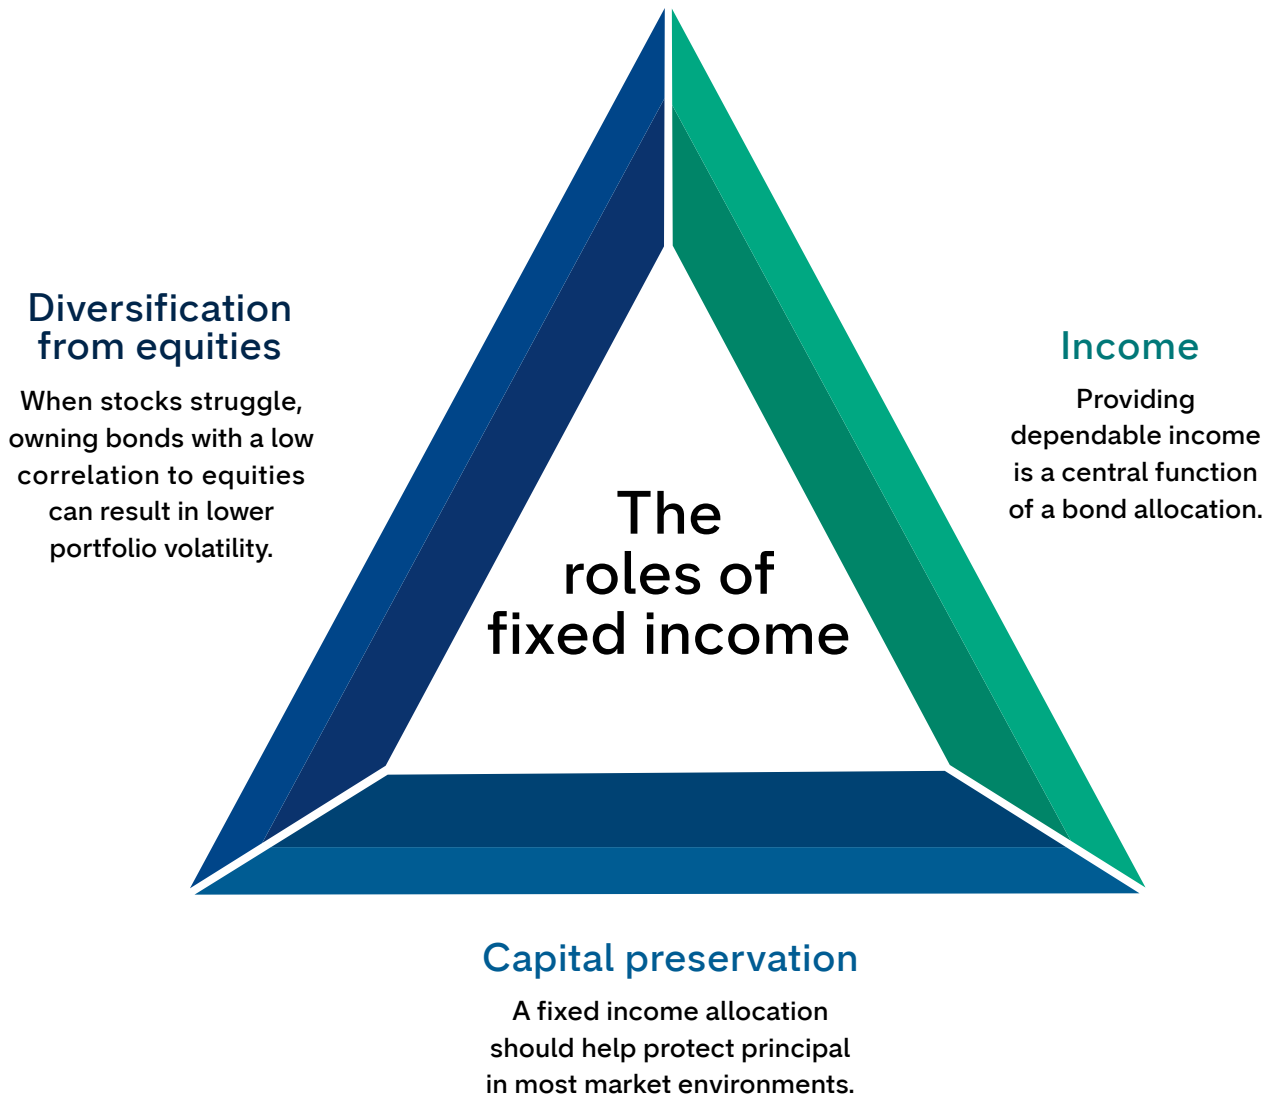 Diversification
from equities
When stocks struggle,
owning bonds with a low
correlation to equities
can result in lower
portfolio volatility.
The
roles of
fixed income
Income
Providing
dependable income
is a central function
of a bond allocation.
Capital preservation
A fixed income allocation
should help protect principal
in most market environments.